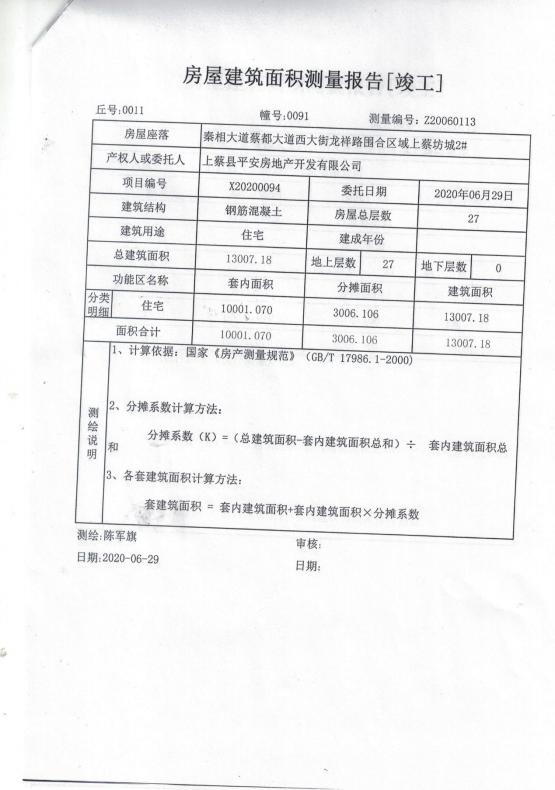 房屋建筑面积测量报告[竣工]
丘号:0011 幢号:0091 测量编号: Z20060113
房屋座落 秦相大道蔡都大道西大街龙祥路围合区域上蔡坊城2#
产权人或委托人 上蔡县平安房地产开发有限公司
项目编号 X20200094 委托日期 2020年06月29日
建筑结构 钢筋混凝土 房屋总层数 27
建筑用途 住宅 建成年份
总建筑面积 13007.18 地上层数 27 地下层数 0
功能区名称 套内面积 分摊面积 建筑面积
分类明细 住宅 10001.070 3006.106 13007.18
面积合计 10001.070 3006.106 13007.18
测绘说明
1、计算依据: 国家《房产测量规范》(GB/T 17986.1-2000)
2、分摊系数计算方法:
分摊系数（K）=(总建筑面积-套内建筑面积总和)÷ 套内建筑面积总
和
3、各套建筑面积计算方法:
套建筑面积 = 套内建筑面积+套内建筑面积×分摊系数
测绘:陈军旗 审核:
日期:2020-06-29 日期: